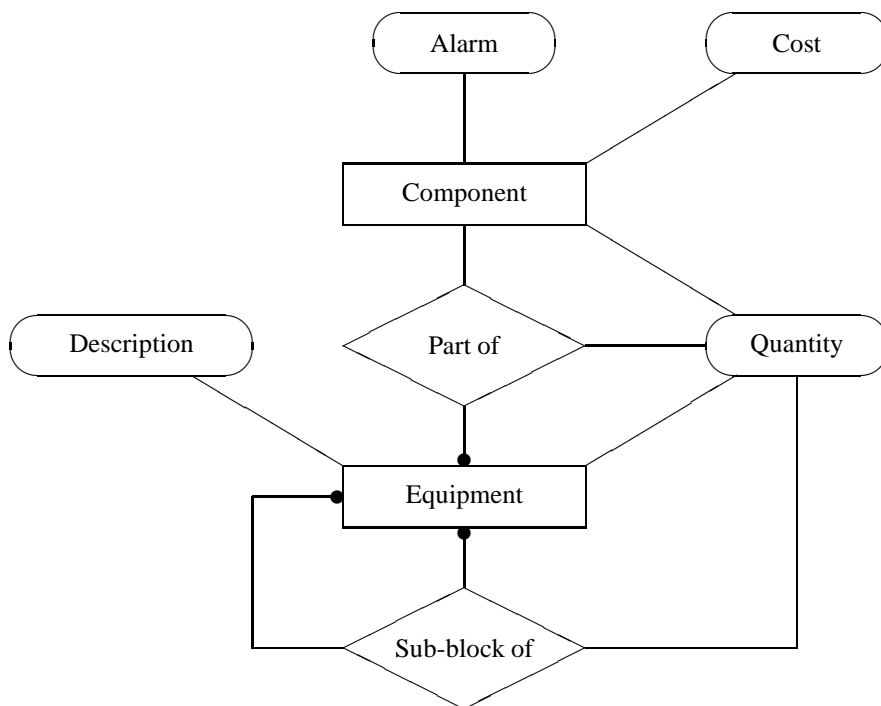 Alarm
Cost
Component
Description
Part of
Quantity
Equipment
Sub-block of